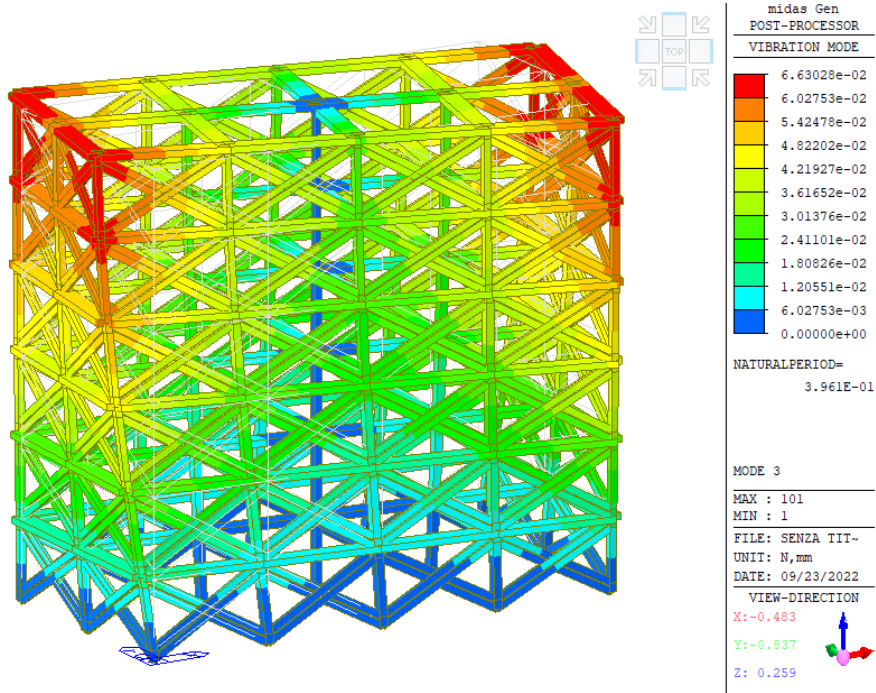 TOP
midas Gen
POST-PROCESSOR
VIBRATION MODE
6.63028e-02
6.02753e-02
5.42478e-02
4.82202e-02
4.21927e-02
3.61652e-02
3.01376e-02
2.41101e-02
1.80826e-02
1.20551e-02
6.02753e-03
0.00000e+00
NATURALPERIOD=
3.961E-01
MODE 3
MAX : 101
MIN : 1
FILE: SENZA TIT~
UNIT: N,mm
DATE: 09/23/2022
VIEW-DIRECTION
X:-0.483
Y:-0.837
Z: 0.259